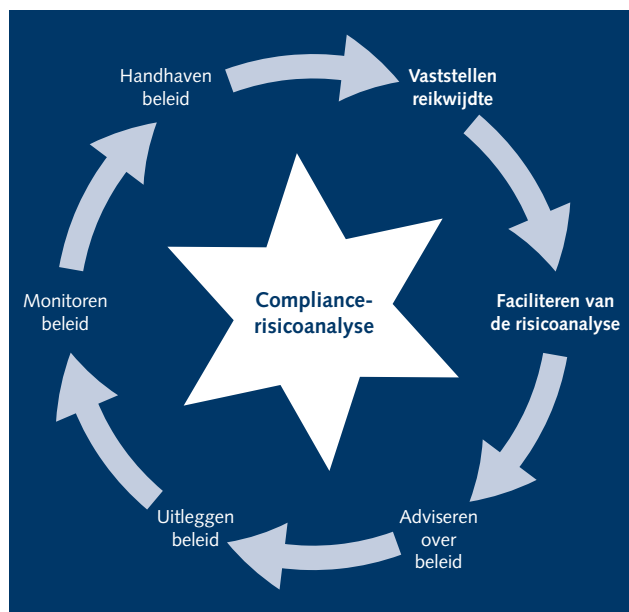 Handhaven
beleid
Vaststellen
reikwijdte
Compliance-
risicoanalyse
Monitoren
beleid
Faciliteren van
de risicoanalyse
Uitleggen
beleid
Adviseren
over
beleid